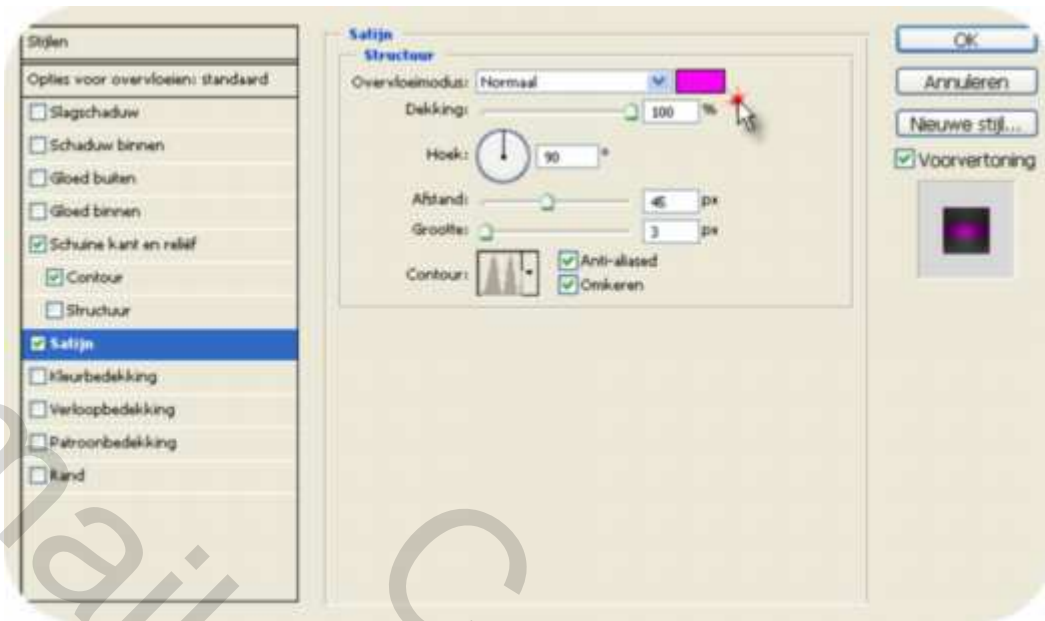 Stijlen
Opties voor overvloeien: standaard
Slagschaduw
Schaduw binnen
Gloed buiten
Gloed binnen
Schuine kant en reliëf
Contour
Structuur
Satijn
Kleurbedekking
Verloopbedekking
Patroonbedekking
Rand
Satijn
Structuur
Overvloeimodus: Normaal
Dekking: 100 %
Hoek: 90 °
Afstand: 45 px
Grootte: 3 px
Contour:
Anti-aliased
Omkeren
OK
Annuleren
Nieuwe stijl...
Voorvertoning